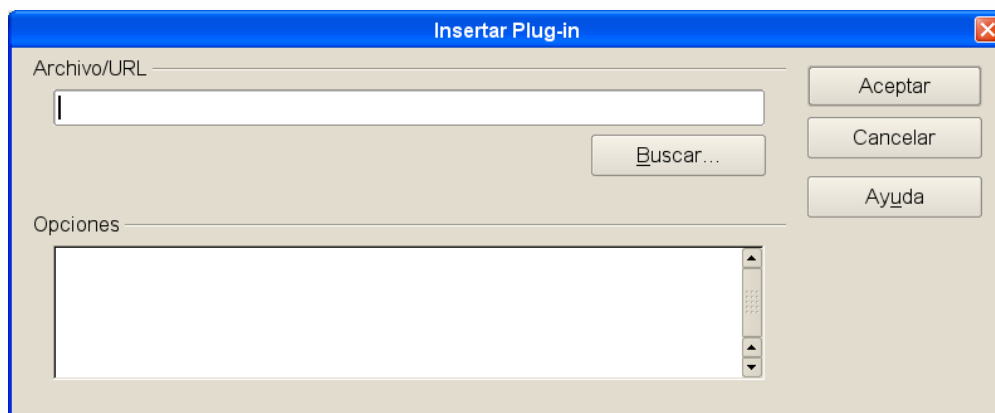 Insertar Plug-in
Archivo/URL
Aceptar
Cancelar
Buscar...
Ayuda
Opciones